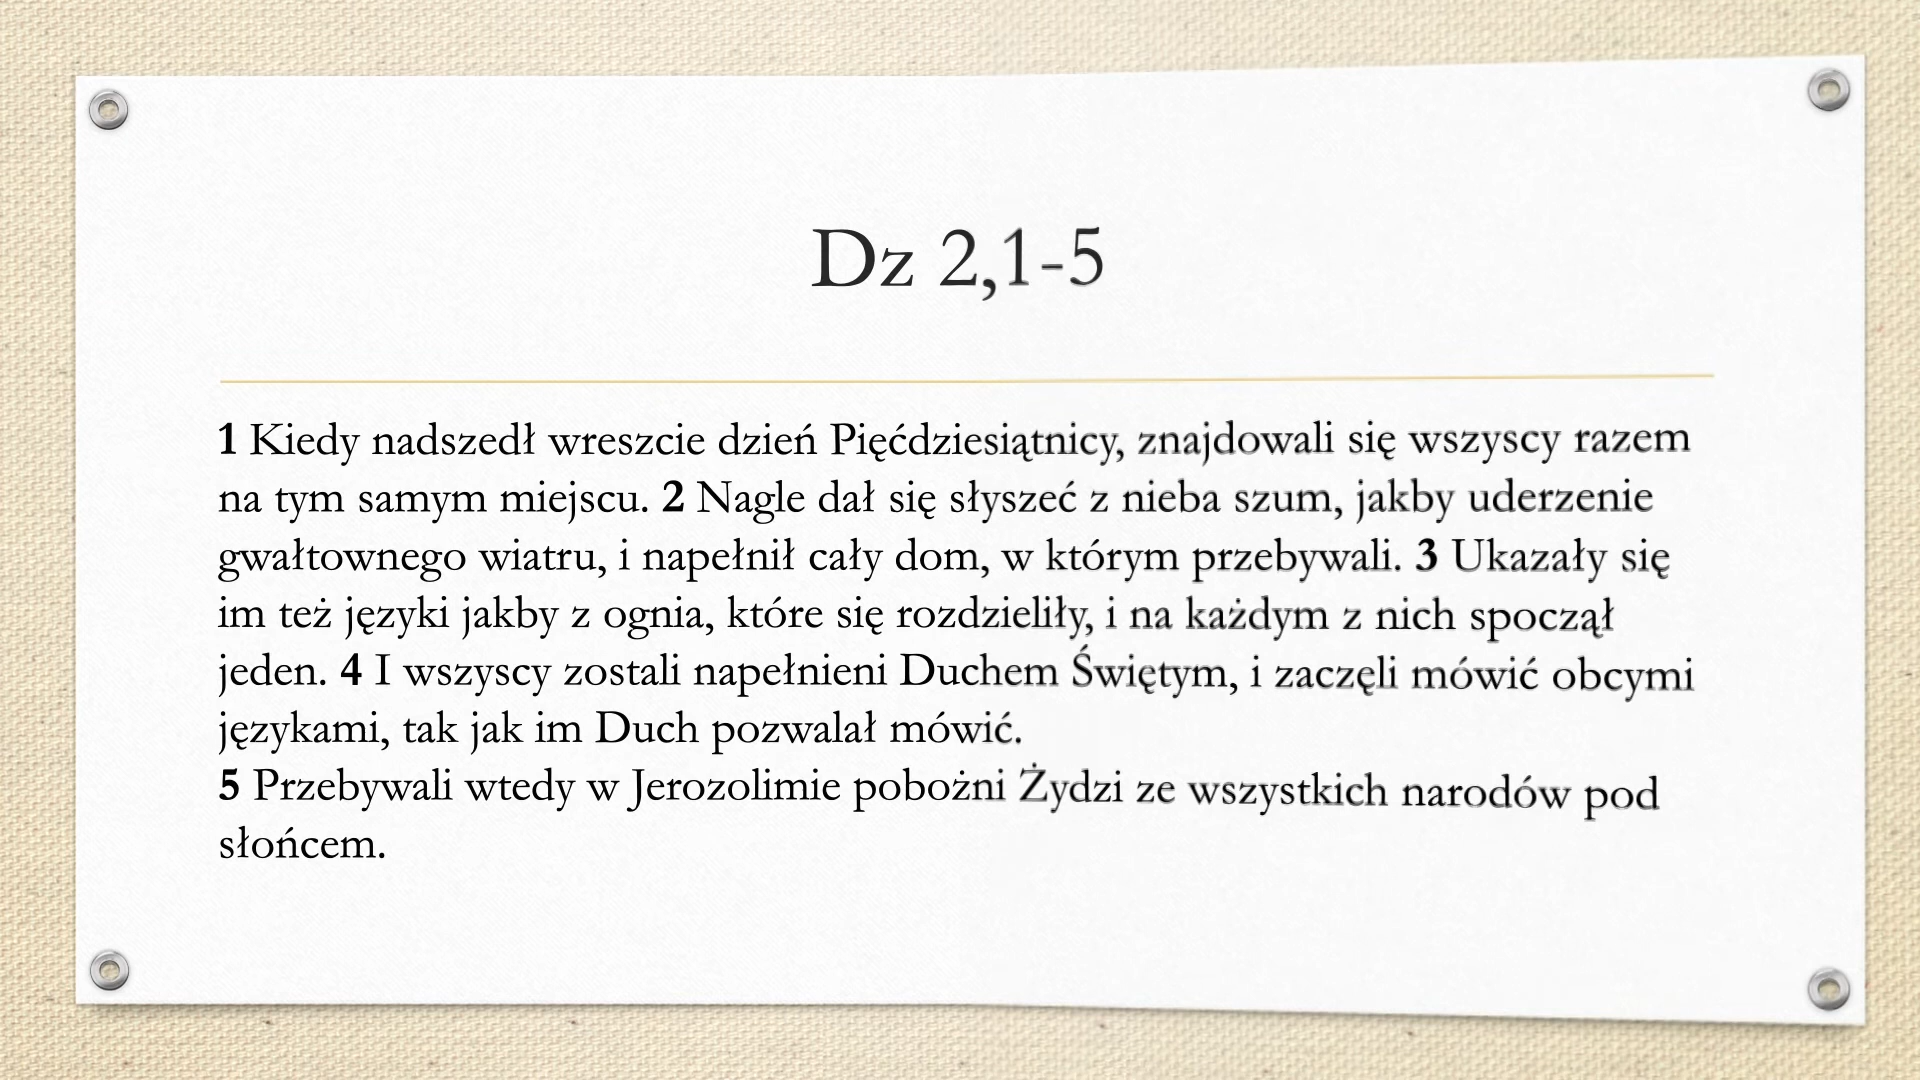 Dz 2,1-5
1 Kiedy nadszedł wreszcie dzień Pięćdziesiątnicy, znajdowali się wszyscy razem
na tym samym miejscu. 2 Nagle dał się słyszeć z nieba szum, jakby uderzenie
gwałtownego wiatru, i napełnił cały dom, w którym przebywali. 3 Ukazały się
im też języki jakby z ognia, które się rozdzieliły, i na każdym z nich spoczął
jeden. 4 I wszyscy zostali napełnieni Duchem Świętym, i zaczęli mówić obcymi
językami, tak jak im Duch pozwalał mówić.
5 Przebywali wtedy w Jerozolimie pobożni Żydzi ze wszystkich narodów pod
słońcem.